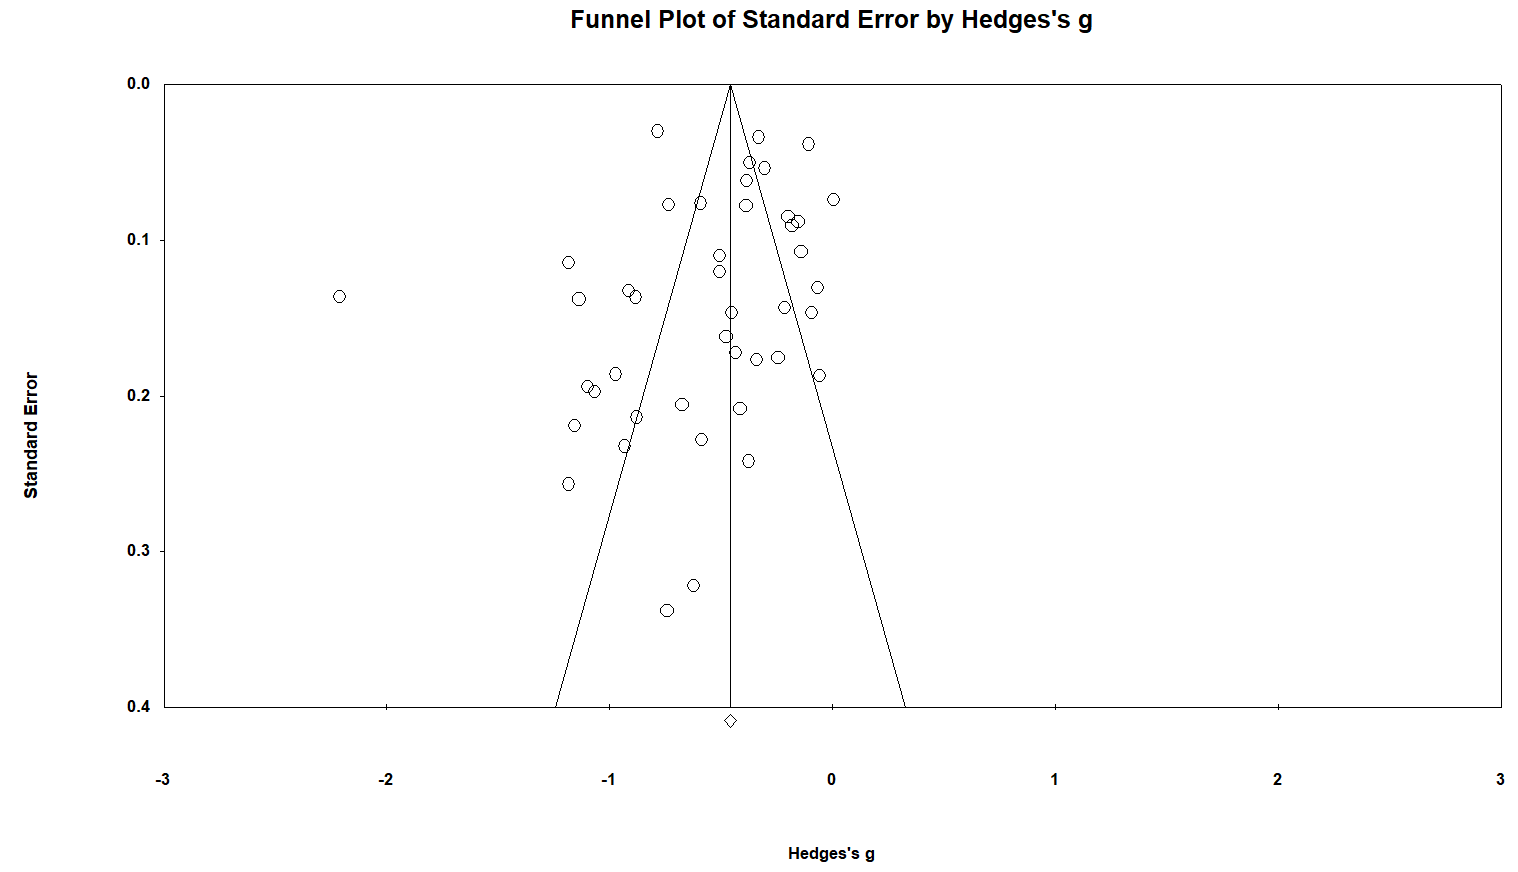 Funnel Plot of Standard Error by Hedges's g
0.0
0.1
0.2
0.3
0.4
Standard Error
-3 -2 -1 0 1 2 3
Hedges's g